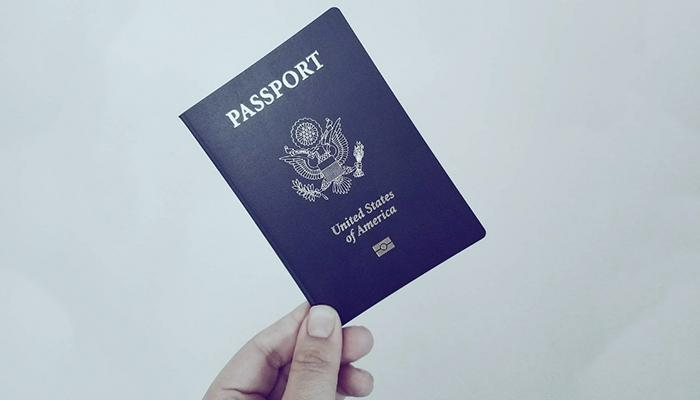 PASSPORT
United States
of America